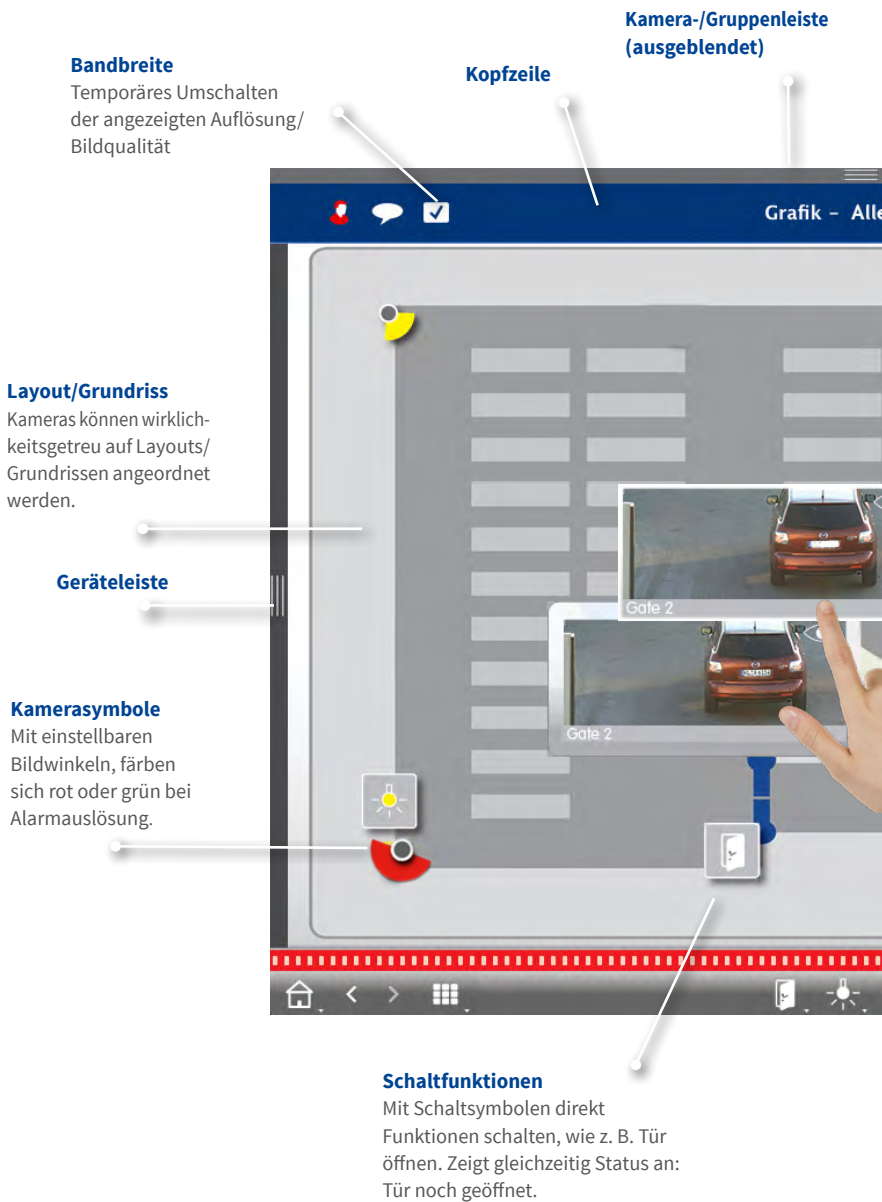 Kamera-/Gruppenleiste
(ausgeblendet)
Bandbreite
Temporäres Umschalten
der angezeigten Auflösung/
Bildqualität
Kopfzeile
Grafik – Alle
Layout/Grundriss
Kameras können wirklich-
keitsgetreu auf Layouts/
Grundrissen angeordnet
werden.
Geräteleiste
Gate 2
Gate 2
Kamerasymbole
Mit einstellbaren
Bildwinkeln, färben
sich rot oder grün bei
Alarmauslösung.
Schaltfunktionen
Mit Schaltsymbolen direkt
Funktionen schalten, wie z. B. Tür
öffnen. Zeigt gleichzeitig Status an:
Tür noch geöffnet.